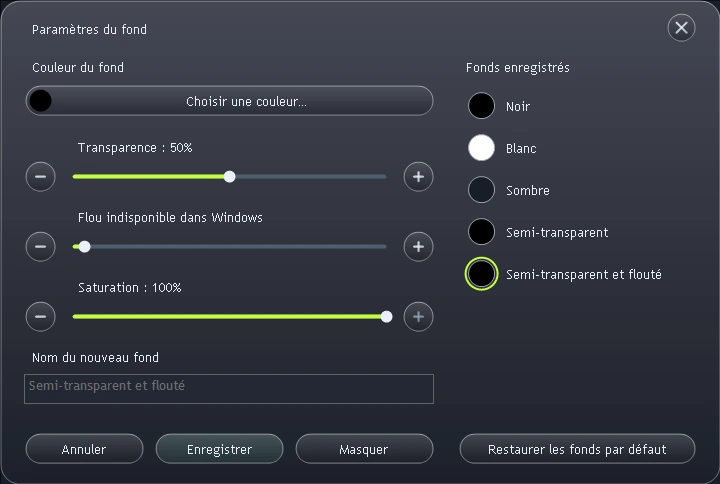 Paramètres du fond
Couleur du fond
Choisir une couleur...
Transparence : 50%
Flou indisponible dans Windows
Saturation : 100%
Nom du nouveau fond
Semi-transparent et flouté
Fonds enregistrés
Noir
Blanc
Sombre
Semi-transparent
Semi-transparent et flouté
Annuler
Enregistrer
Masquer
Restaurer les fonds par défaut